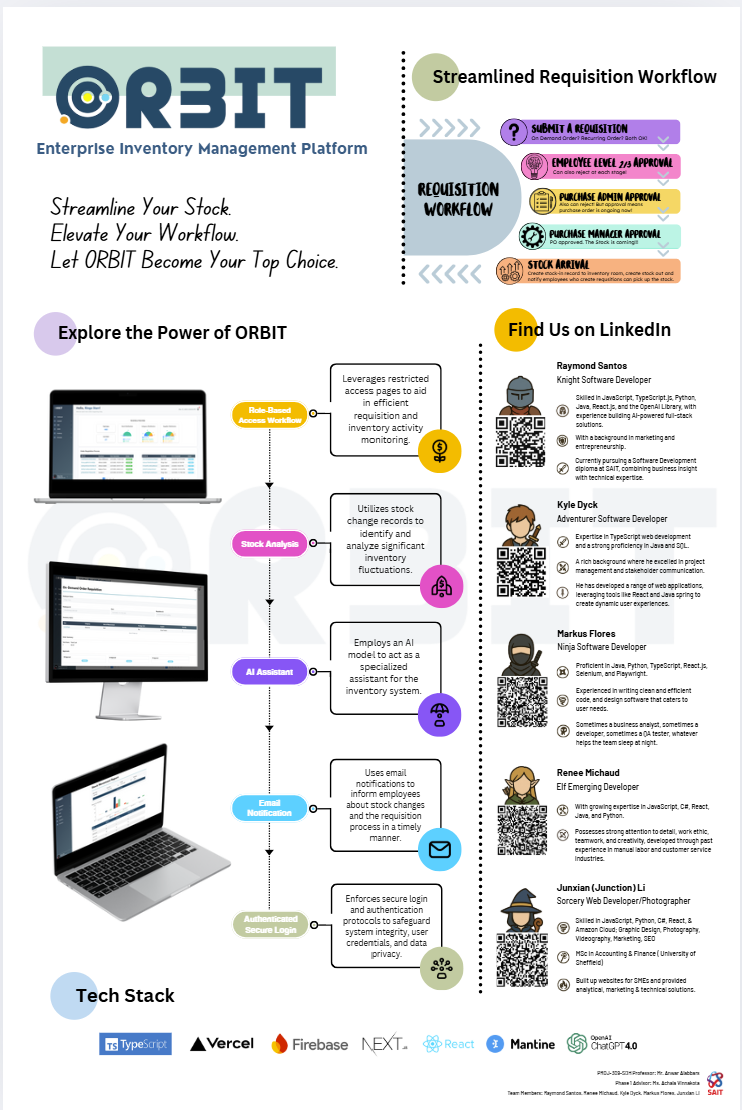 ORBIT
Enterprise Inventory Management Platform
Streamline Your Stock.
Elevate Your Workflow.
Let ORBIT Become Your Top Choice.
Streamlined Requisition Workflow
REQUISITION
WORKFLOW
SUBMIT A REQUISITION
On Demand Order? Recurring Order? Both OK!
EMPLOYEE LEVEL 2/3 APPROVAL
Can also reject at each stage!
PURCHASE ADMIN APPROVAL
Also can reject! But approval means
purchase order is ongoing now!
PURCHASE MANAGER APPROVAL
PO approved. The Stock is coming!!
STOCK ARRIVAL
Create stock-in record to inventory room, create stock out and
notify employees who create requisitions can pick up the stock.
Explore the Power of ORBIT
Role-Based
Access Workflow
Leverages restricted
access pages to aid
in efficient
requisition and
inventory activity
monitoring.
Stock Analysis
Utilizes stock
change records to
identify and
analyze significant
inventory
fluctuations.
AI Assistant
Employs an AI
model to act as a
specialized
assistant for the
inventory system.
Email
Notification
Uses email
notifications to
inform employees
about stock changes
and the requisition
process in a timely
manner.
Authenticated
Secure Login
Enforces secure login
and authentication
protocols to safeguard
system integrity, user
credentials, and data
privacy.
Find Us on LinkedIn
Raymond Santos
Knight Software Developer
Skilled in JavaScript, TypeScript.js, Python,
Java, React.js, and the OpenAI Library, with
experience building AI-powered full-stack
solutions.
With a background in marketing and
entrepreneurship.
Currently pursuing a Software Development
diploma at SAIT, combining business insight
with technical expertise.
Kyle Dyck
Adventurer Software Developer
Expertise in TypeScript web development
and a strong proficiency in Java and SQL.
A rich background where he excelled in project
management and stakeholder communication.
He has developed a range of web applications,
leveraging tools like React and Java spring to
create dynamic user experiences.
Markus Flores
Ninja Software Developer
Proficient in Java, Python, TypeScript, React.js,
Selenium, and Playwright.
Experienced in writing clean and efficient
code, and design software that caters to
user needs.
Sometimes a business analyst, sometimes a
developer, sometimes a QA tester, whatever
helps the team sleep at night.
Renee Michaud
Elf Emerging Developer
With growing expertise in JavaScript, C#, React,
Java, and Python.
Possesses strong attention to detail, work ethic,
teamwork, and creativity, developed through past
experience in manual labor and customer service
industries.
Junxian (Junction) Li
Sorcery Web Developer/Photographer
Skilled in JavaScript, Python, C#, React, &
Amazon Cloud; Graphic Design, Photography,
Videography, Marketing, SEO
MSc in Accounting & Finance ( University of
Sheffield)
Built up websites for SMEs and provided
analytical, marketing & technical solutions.
Tech Stack
TS TypeScript
Vercel
Firebase
NEXT.JS
React
Mantine
OpenAI
ChatGPT4.0
PROJ-309-SDM Professor: Mr. Anwar Alabbas
Phase 1 Advisor: Ms. Achala Vinnakota
Team Members: Raymond Santos, Renee Michaud, Kyle Dyck, Markus Flores, Junxian Li
SAIT